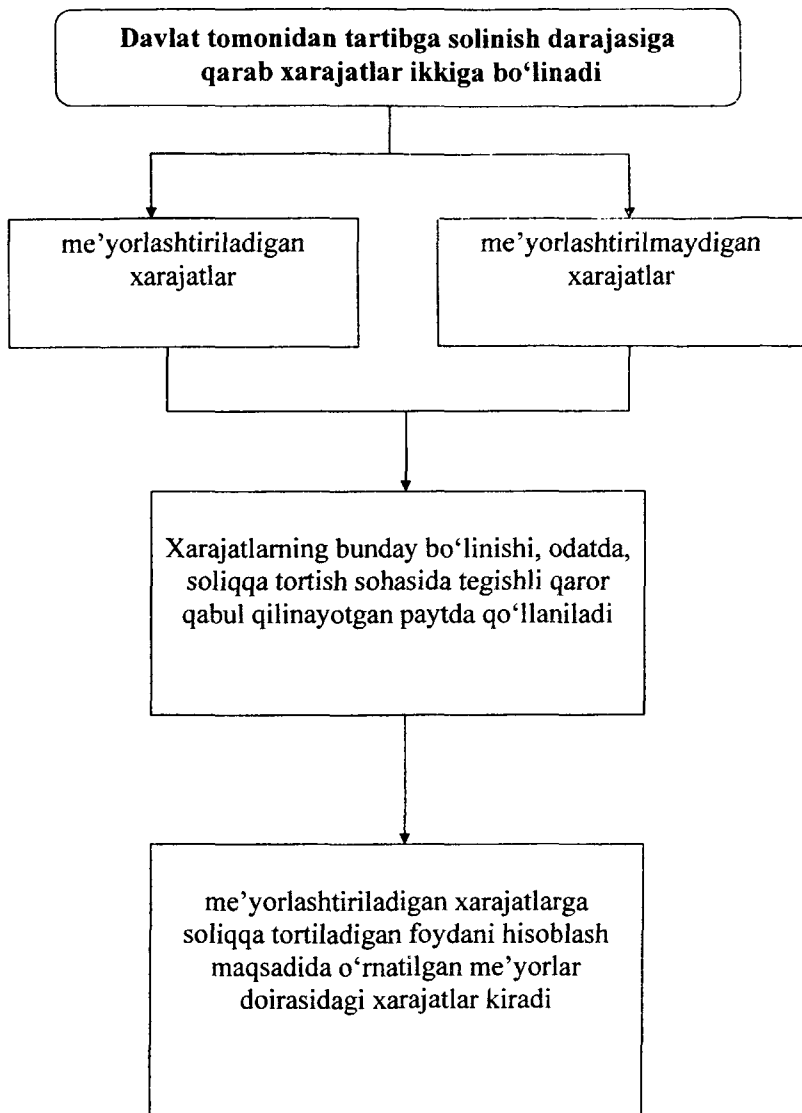 Davlat tomonidan tartibga solinish darajasiga
qarab xarajatlar ikkiga bo‘linadi
me’yorlashtiriladigan
xarajatlar
me’yorlashtirilmaydigan
xarajatlar
Xarajatlarning bunday bo‘linishi, odatda,
soliqqa tortish sohasida tegishli qaror
qabul qilinayotgan paytda qo‘llaniladi
me’yorlashtiriladigan xarajatlarga
soliqqa tortiladigan foydani hisoblash
maqsadida o‘rnatilgan me’yorlar
doirasidagi xarajatlar kiradi